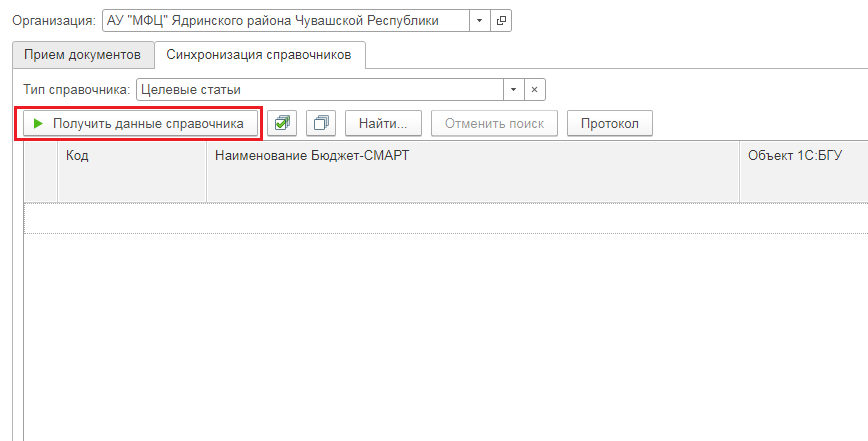 Организация: АУ "МФЦ" Ядринского района Чувашской Республики
Прием документов Синхронизация справочников
Тип справочника: Целевые статьи
Получить данные справочника Найти... Отменить поиск Протокол
Код Наименование Бюджет-СМАРТ Объект 1С:БГУ